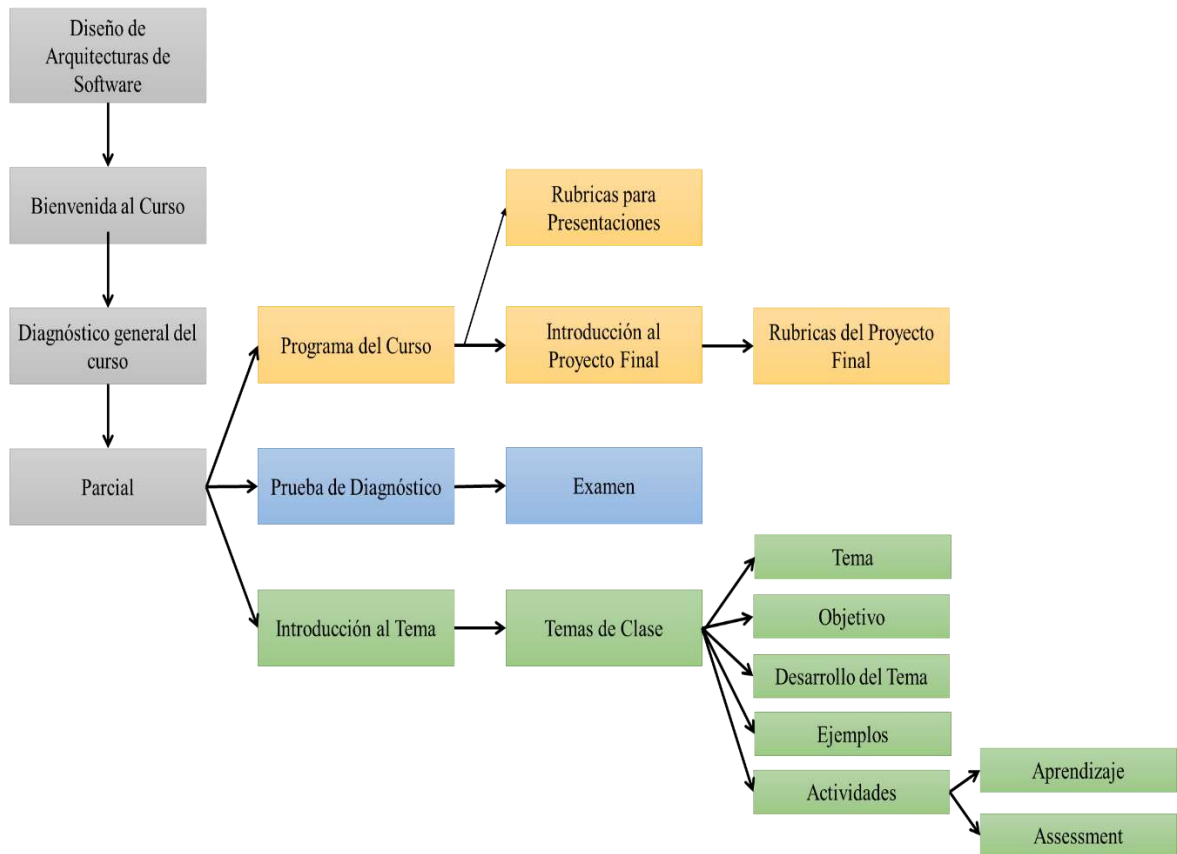 Diseño de
Arquitecturas de
Software
Bienvenida al Curso
Rubricas para
Presentaciones
Diagnóstico general del
curso
Programa del Curso
Introducción al
Proyecto Final
Rubricas del Proyecto
Final
Parcial
Prueba de Diagnóstico
Examen
Introducción al Tema
Temas de Clase
Tema
Objetivo
Desarrollo del Tema
Ejemplos
Actividades
Aprendizaje
Assessment